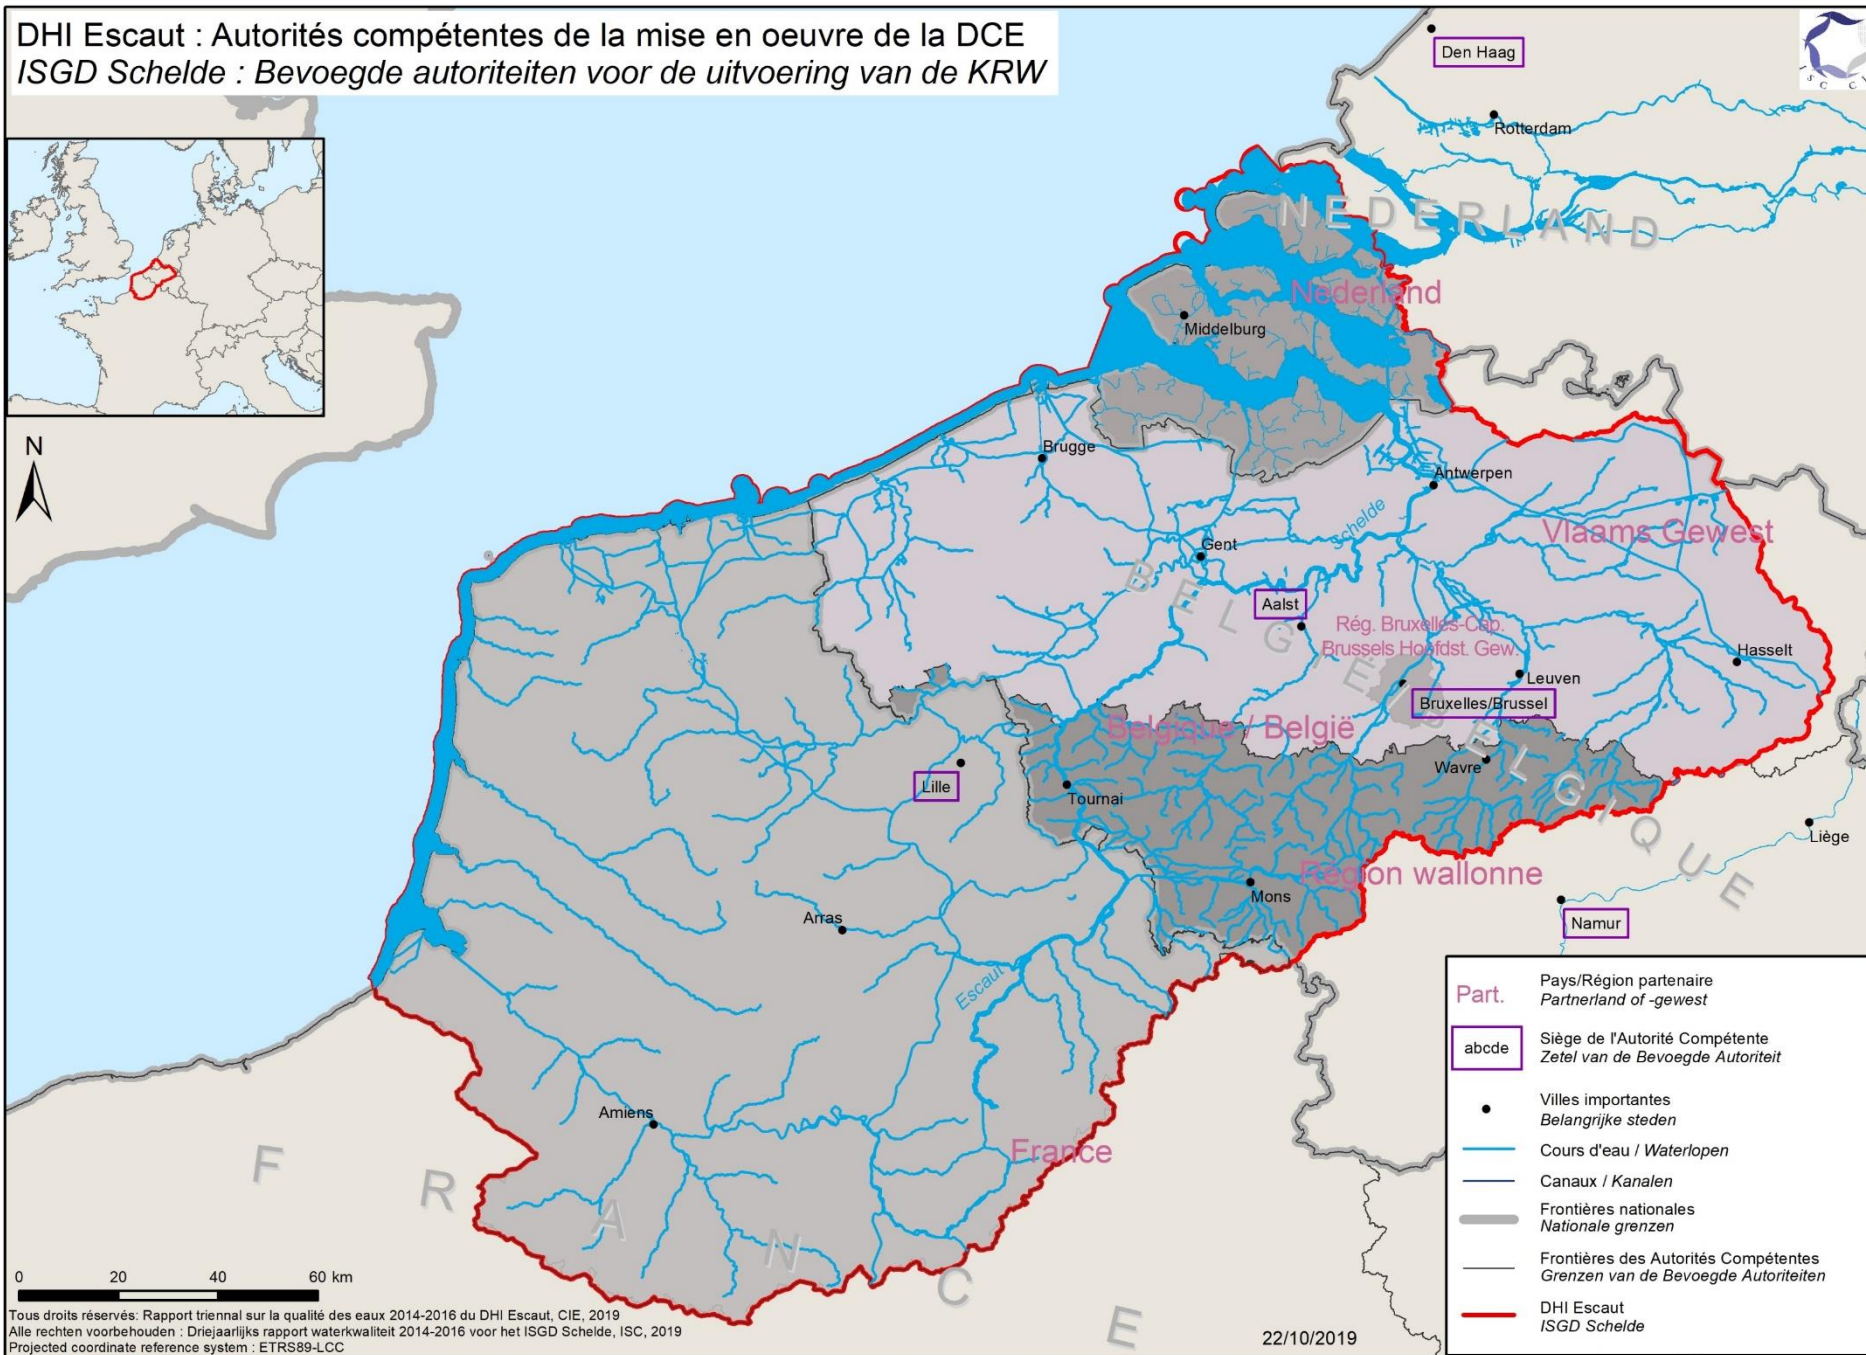 DHI Escaut : Autorités compétentes de la mise en oeuvre de la DCE
ISGD Schelde : Bevoegde autoriteiten voor de uitvoering van de KRW
Den Haag
Rotterdam
NEDERLAND
Nederland
Middelburg
N
Brugge
Antwerpen
Schelde
Vlaams Gewest
Gent
BELGIË / BELGIQUE
Aalst
Rég. Bruxelles-Cap.
Brussels Hoofdst. Gew.
Hasselt
Leuven
Bruxelles/Brussel
Belgique / België
Wavre
Lille
Tournai
Liège
Région wallonne
Mons
Arras
Namur
Escaut
Amiens
France
FRANCE
Part.
Pays/Région partenaire
Partnerland of -gewest
abcde
Siège de l'Autorité Compétente
Zetel van de Bevoegde Autoriteit
Villes importantes
Belangrijke steden
Cours d'eau / Waterlopen
Canaux / Kanalen
Frontières nationales
Nationale grenzen
Frontières des Autorités Compétentes
Grenzen van de Bevoegde Autoriteiten
DHI Escaut
ISGD Schelde
0 20 40 60 km
Tous droits réservés: Rapport triennal sur la qualité des eaux 2014-2016 du DHI Escaut, CIE, 2019
Alle rechten voorbehouden : Driejaarlijks rapport waterkwaliteit 2014-2016 voor het ISGD Schelde, ISC, 2019
Projected coordinate reference system : ETRS89-LCC
22/10/2019